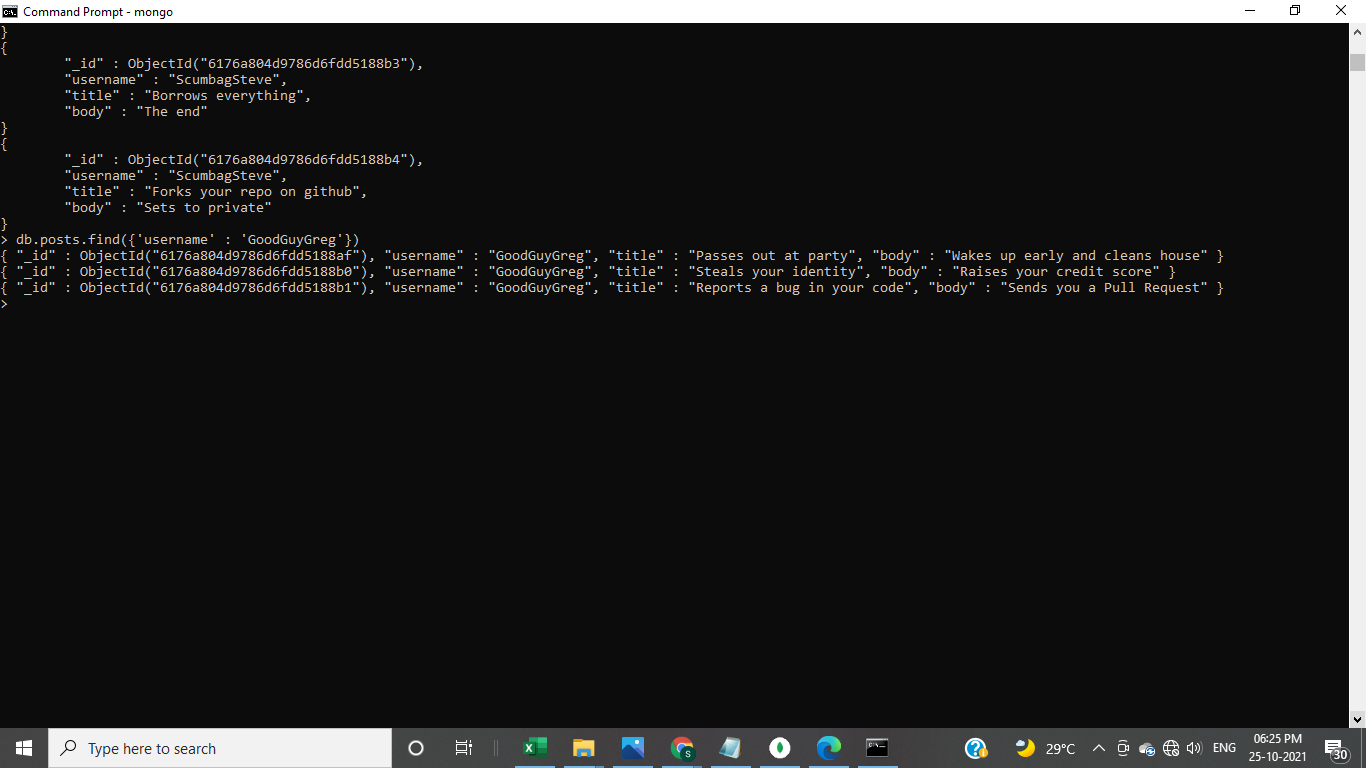 Command Prompt - mongo
}
{
"_id" : ObjectId("6176a804d9786d6fdd5188b3"),
"username" : "ScumbagSteve",
"title" : "Borrows everything",
"body" : "The end"
}
{
"_id" : ObjectId("6176a804d9786d6fdd5188b4"),
"username" : "ScumbagSteve",
"title" : "Forks your repo on github",
"body" : "Sets to private"
}
> db.posts.find({'username' : 'GoodGuyGreg'})
{ "_id" : ObjectId("6176a804d9786d6fdd5188af"), "username" : "GoodGuyGreg", "title" : "Passes out at party", "body" : "Wakes up early and cleans house" }
{ "_id" : ObjectId("6176a804d9786d6fdd5188b0"), "username" : "GoodGuyGreg", "title" : "Steals your identity", "body" : "Raises your credit score" }
{ "_id" : ObjectId("6176a804d9786d6fdd5188b1"), "username" : "GoodGuyGreg", "title" : "Reports a bug in your code", "body" : "Sends you a Pull Request" }
>
Type here to search
29°C
ENG
06:25 PM
25-10-2021
30